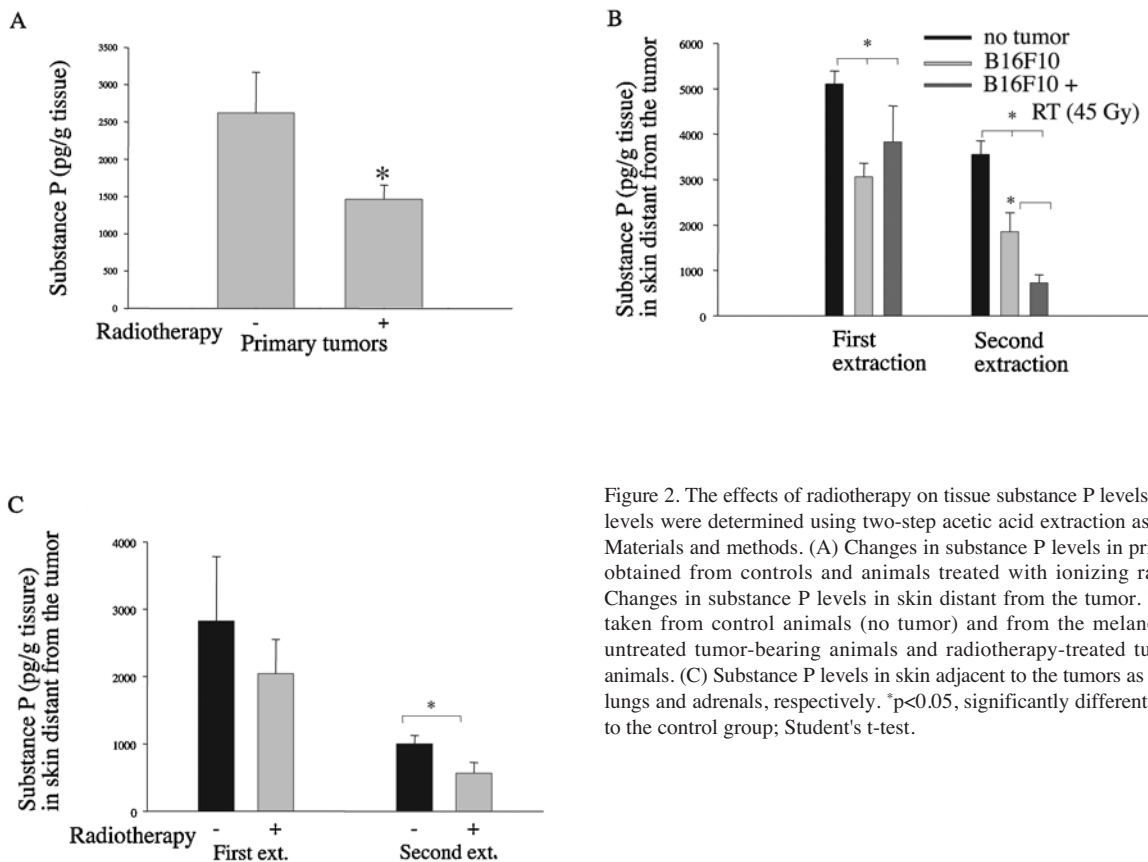 A
Substance P (pg/g tissue)
3500
3000
2500
2000
1500
1000
500
0
*
Radiotherapy - +
Primary tumors
B
Substance P (pg/g tissue)
in skin distant from the tumor
6000
5000
4000
3000
2000
1000
0
no tumor
B16F10
B16F10 +
RT (45 Gy)
*
*
*
First
extraction
Second
extraction
C
Substance P (pg/g tissure)
in skin distant from the tumor
4000
3000
2000
1000
0
*
Radiotherapy - + - +
First ext. Second ext.
Figure 2. The effects of radiotherapy on tissue substance P levels
levels were determined using two-step acetic acid extraction as
Materials and methods. (A) Changes in substance P levels in pri
obtained from controls and animals treated with ionizing ra
Changes in substance P levels in skin distant from the tumor.
taken from control animals (no tumor) and from the melano
untreated tumor-bearing animals and radiotherapy-treated tu
animals. (C) Substance P levels in skin adjacent to the tumors as
lungs and adrenals, respectively. *p<0.05, significantly different
to the control group; Student's t-test.